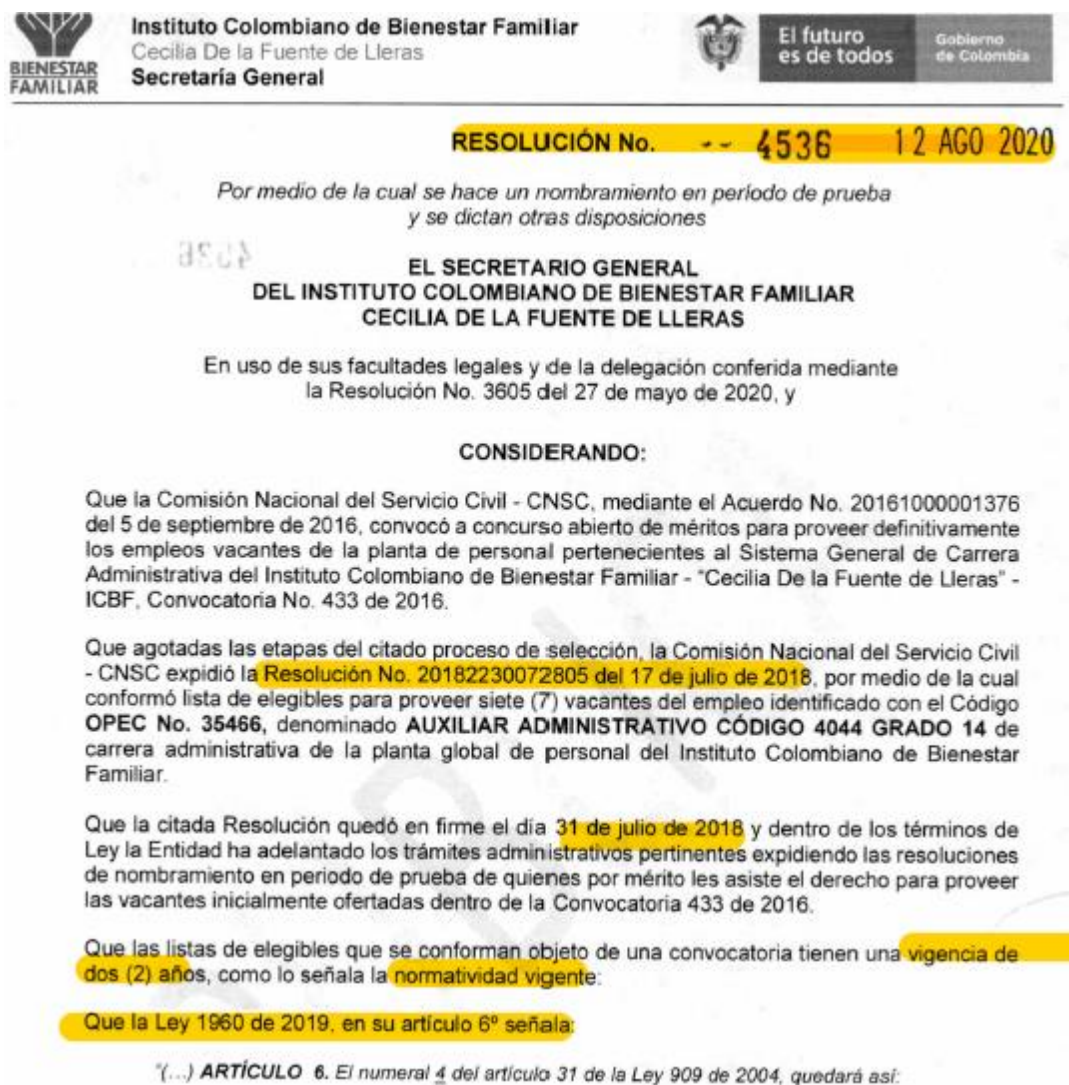 BIENESTAR
FAMILIAR
Instituto Colombiano de Bienestar Familiar
Cecilia De la Fuente de Lleras
Secretaría General
El futuro
es de todos
Gobierno
de Colombia
RESOLUCIÓN No. -- 4536 12 AGO 2020
Por medio de la cual se hace un nombramiento en período de prueba
y se dictan otras disposiciones
4536
EL SECRETARIO GENERAL
DEL INSTITUTO COLOMBIANO DE BIENESTAR FAMILIAR
CECILIA DE LA FUENTE DE LLERAS
En uso de sus facultades legales y de la delegación conferida mediante
la Resolución No. 3605 del 27 de mayo de 2020, y
CONSIDERANDO:
Que la Comisión Nacional del Servicio Civil - CNSC, mediante el Acuerdo No. 20161000001376
del 5 de septiembre de 2016, convocó a concurso abierto de méritos para proveer definitivamente
los empleos vacantes de la planta de personal pertenecientes al Sistema General de Carrera
Administrativa del Instituto Colombiano de Bienestar Familiar - "Cecilia De la Fuente de Lleras" -
ICBF, Convocatoria No. 433 de 2016.
Que agotadas las etapas del citado proceso de selección, la Comisión Nacional del Servicio Civil
- CNSC expidió la Resolución No. 20182230072805 del 17 de julio de 2018, por medio de la cual
conformó lista de elegibles para proveer siete (7) vacantes del empleo identificado con el Código
OPEC No. 35466, denominado AUXILIAR ADMINISTRATIVO CÓDIGO 4044 GRADO 14 de
carrera administrativa de la planta global de personal del Instituto Colombiano de Bienestar
Familiar.
Que la citada Resolución quedó en firme el día 31 de julio de 2018 y dentro de los términos de
Ley la Entidad ha adelantado los trámites administrativos pertinentes expidiendo las resoluciones
de nombramiento en periodo de prueba de quienes por mérito les asiste el derecho para proveer
las vacantes inicialmente ofertadas dentro de la Convocatoria 433 de 2016.
Que las listas de elegibles que se conforman objeto de una convocatoria tienen una vigencia de
dos (2) años, como lo señala la normatividad vigente:
Que la Ley 1960 de 2019, en su artículo 6º señala:
"(...) ARTÍCULO 6. El numeral 4 del artículo 31 de la Ley 909 de 2004, quedará así: